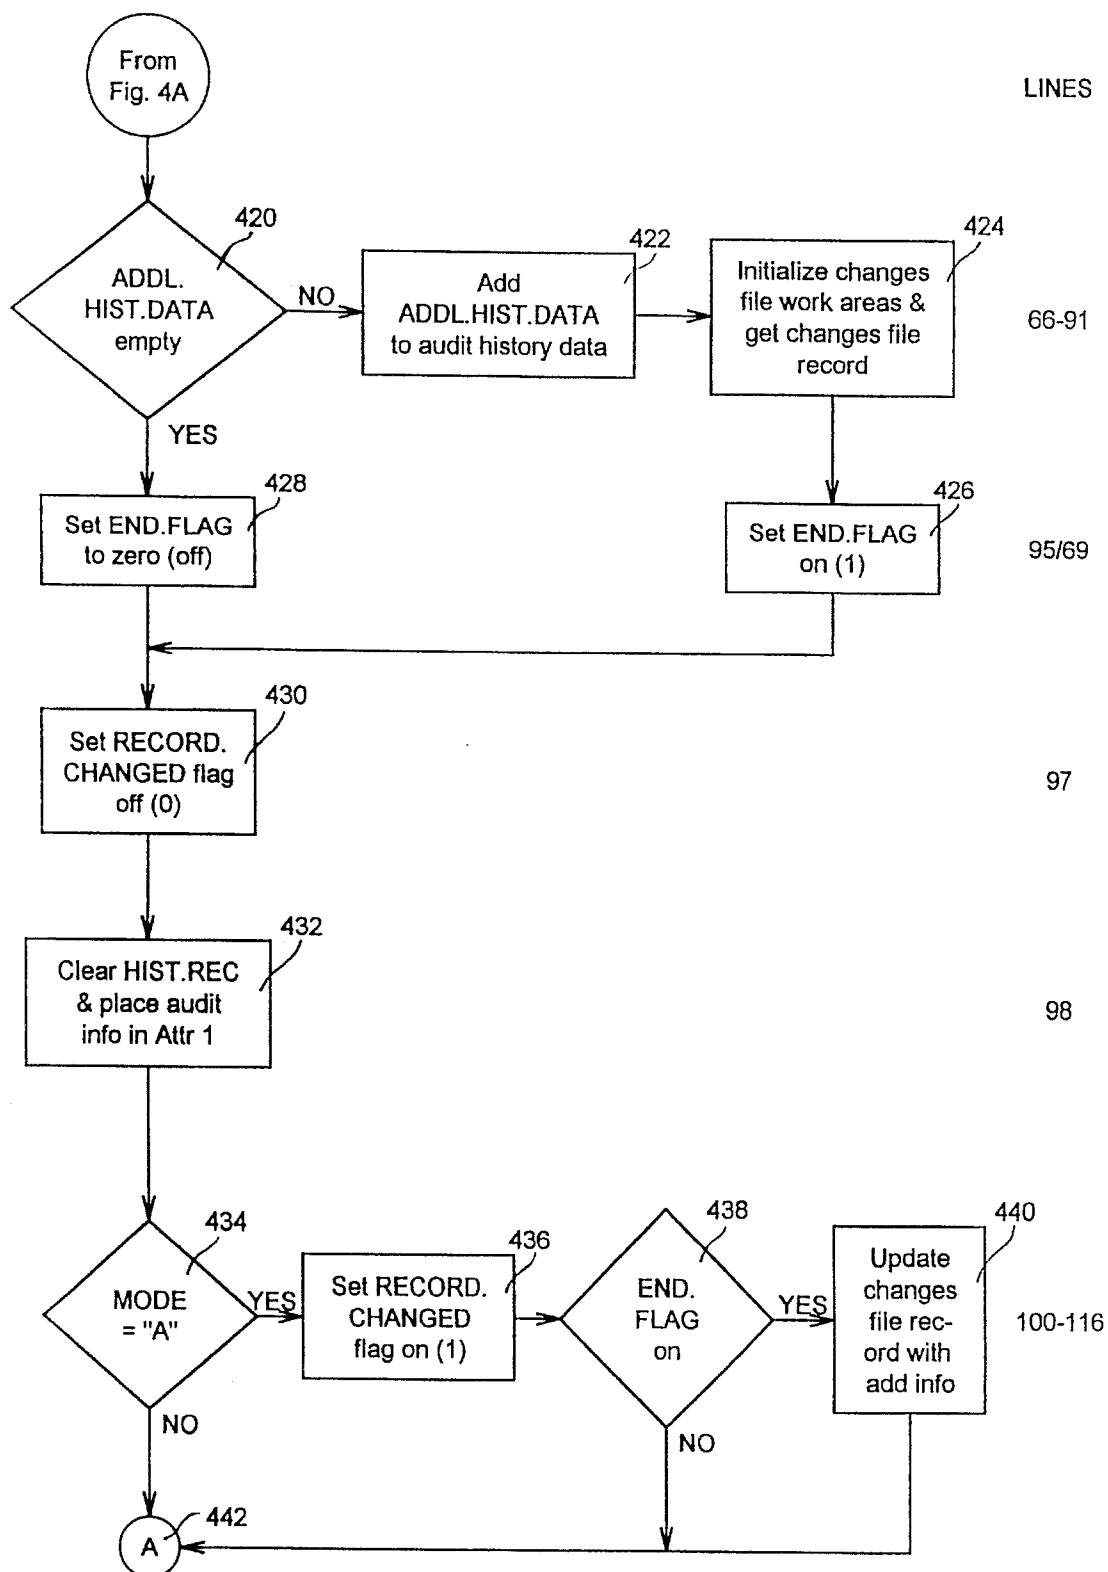 From
Fig. 4A
LINES
420
ADDL.
HIST.DATA
empty
NO
422
Add
ADDL.HIST.DATA
to audit history data
424
Initialize changes
file work areas &
get changes file
record
66-91
YES
428
Set END.FLAG
to zero (off)
426
Set END.FLAG
on (1)
95/69
430
Set RECORD.
CHANGED flag
off (0)
97
432
Clear HIST.REC
& place audit
info in Attr 1
98
434
MODE
= "A"
YES
436
Set RECORD.
CHANGED
flag on (1)
438
END.
FLAG
on
YES
440
Update
changes
file rec-
ord with
add info
100-116
NO
NO
442
A